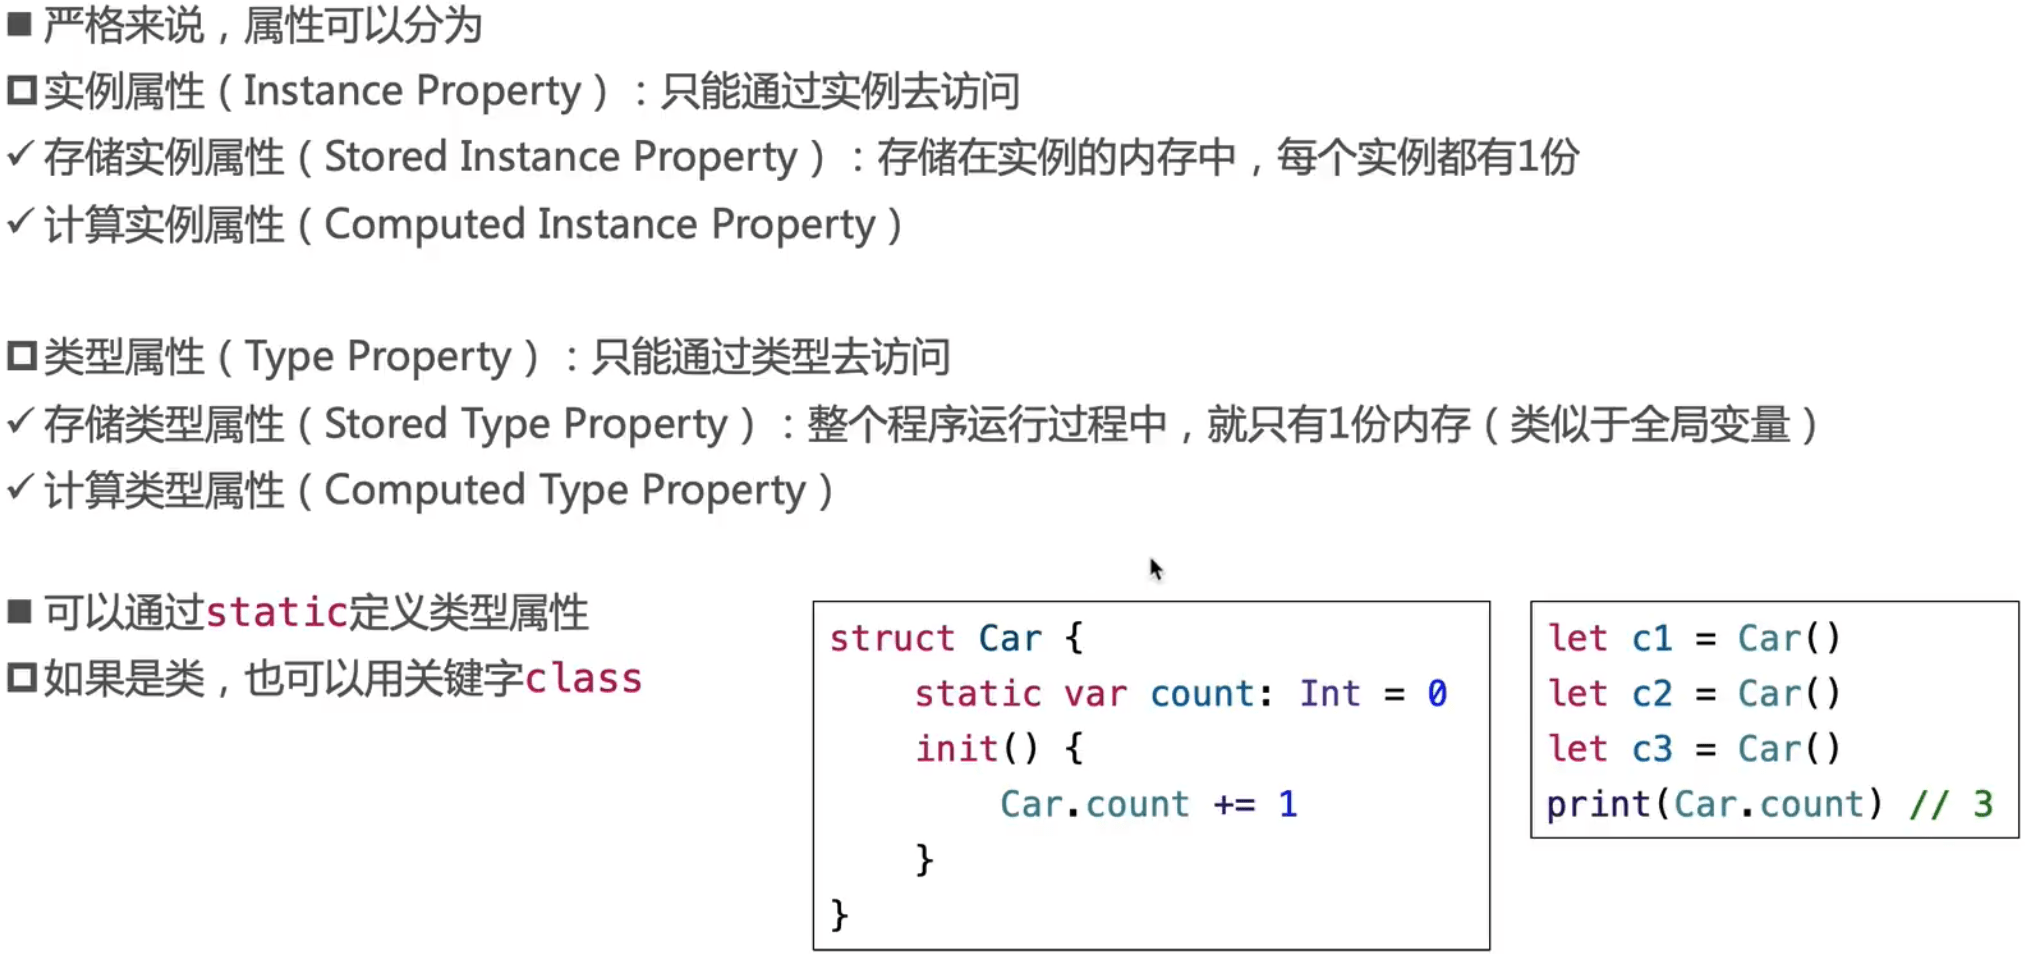 ■ 严格来说，属性可以分为
□ 实例属性（Instance Property）：只能通过实例去访问
✓ 存储实例属性（Stored Instance Property）：存储在实例的内存中，每个实例都有1份
✓ 计算实例属性（Computed Instance Property）
□ 类型属性（Type Property）：只能通过类型去访问
✓ 存储类型属性（Stored Type Property）：整个程序运行过程中，就只有1份内存（类似于全局变量）
✓ 计算类型属性（Computed Type Property）
■ 可以通过static定义类型属性
□ 如果是类，也可以用关键字class
struct Car {
    static var count: Int = 0
    init() {
        Car.count += 1
    }
}
let c1 = Car()
let c2 = Car()
let c3 = Car()
print(Car.count) // 3